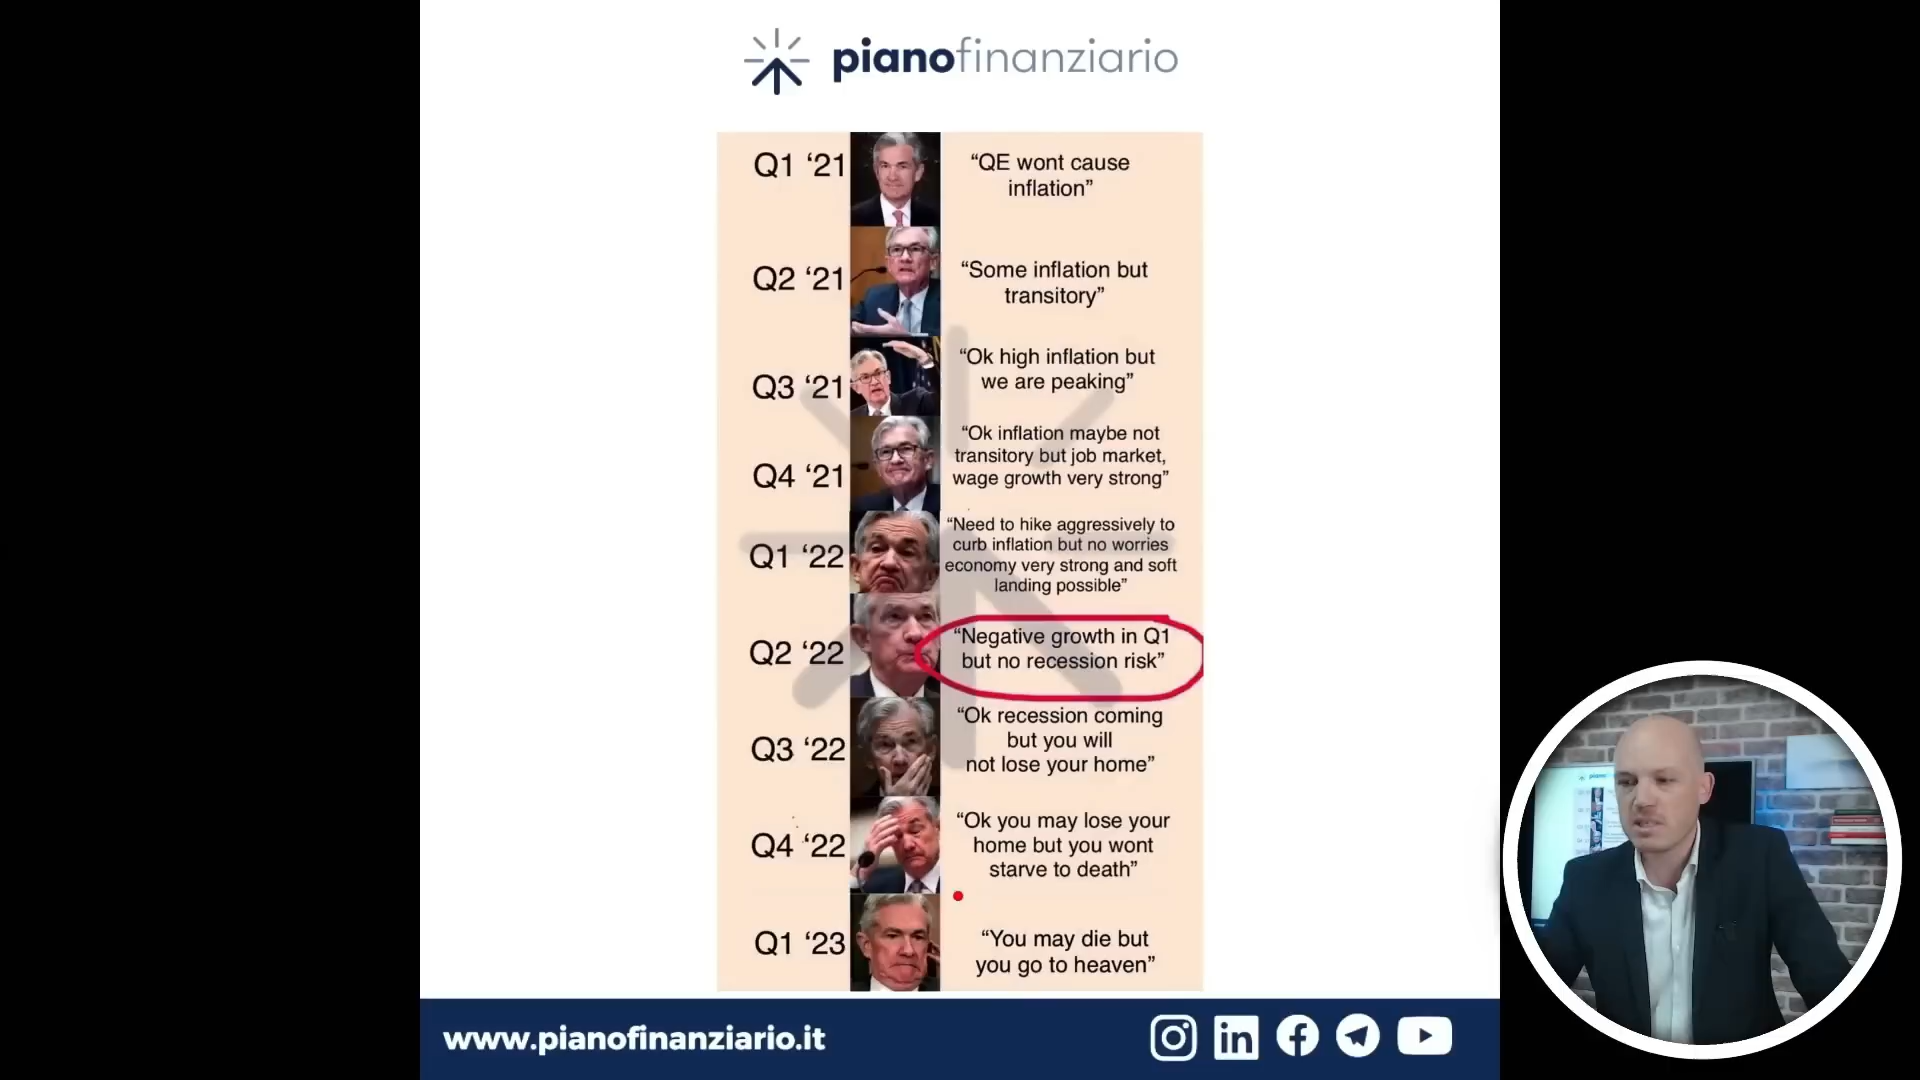 pianofinanziario
Q1 ‘21
“QE wont cause
inflation”
Q2 ‘21
“Some inflation but
transitory”
Q3 ‘21
“Ok high inflation but
we are peaking”
Q4 ‘21
“Ok inflation maybe not
transitory but job market,
wage growth very strong”
Q1 ‘22
“Need to hike aggressively to
curb inflation but no worries
economy very strong and soft
landing possible”
Q2 ‘22
“Negative growth in Q1
but no recession risk”
Q3 ‘22
“Ok recession coming
but you will
not lose your home”
Q4 ‘22
“Ok you may lose your
home but you wont
starve to death”
Q1 ‘23
“You may die but
you go to heaven”
www.pianofinanziario.it
in